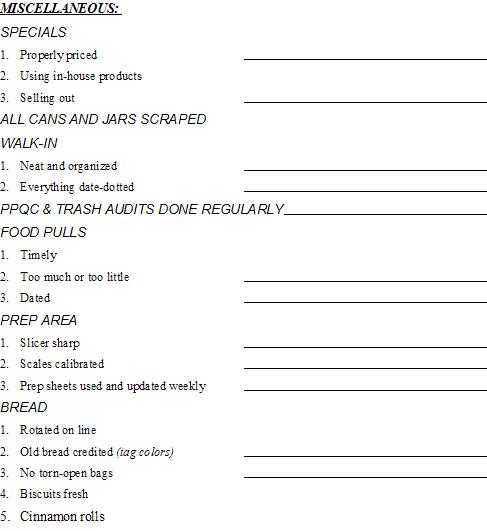 MISCELLANEOUS:
SPECIALS
1. Properly priced
2. Using in-house products
3. Selling out
ALL CANS AND JARS SCRAPED
WALK-IN
1. Neat and organized
2. Everything date-dotted
PPQC & TRASH AUDITS DONE REGULARLY
FOOD PULLS
1. Timely
2. Too much or too little
3. Dated
PREP AREA
1. Slicer sharp
2. Scales calibrated
3. Prep sheets used and updated weekly
BREAD
1. Rotated on line
2. Old bread credited (tag colors)
3. No torn-open bags
4. Biscuits fresh
5. Cinnamon rolls